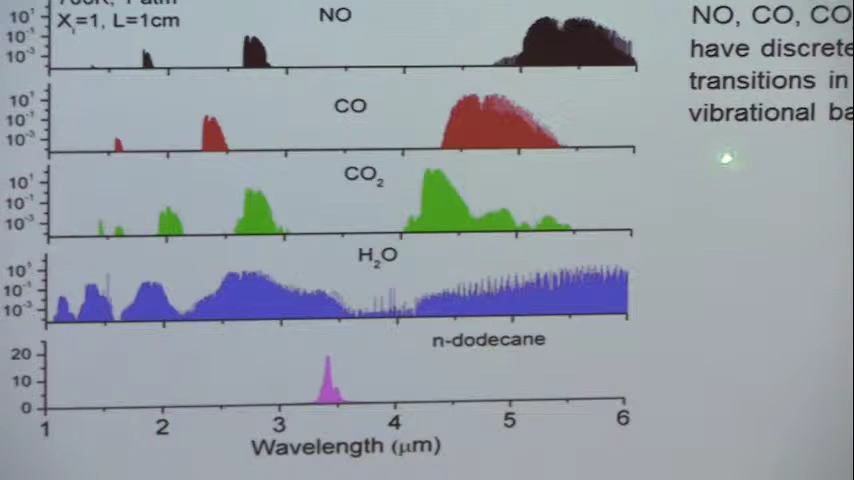 X =1, L=1cm
NO
10¹
10⁻¹
10⁻³
NO, CO, CO
have discrete
transitions in
vibrational ba
CO
10¹
10⁻¹
10⁻³
CO₂
10¹
10⁻¹
10⁻³
H₂O
10¹
10⁻¹
10⁻³
n-dodecane
20
10
0
1 2 3 4 5 6
Wavelength (μm)